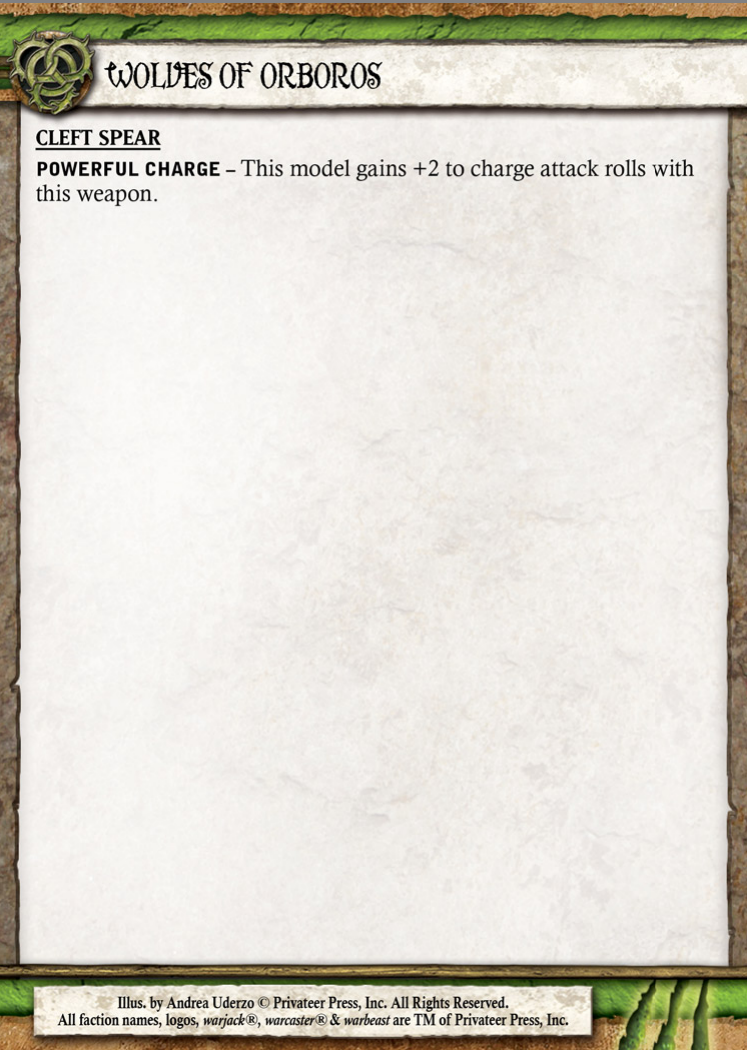 WOLVES OF ORBOROS
CLEFT SPEAR
POWERFUL CHARGE – This model gains +2 to charge attack rolls with
this weapon.
Illus. by Andrea Uderzo © Privateer Press, Inc. All Rights Reserved.
All faction names, logos, warjack®, warcaster® & warbeast are TM of Privateer Press, Inc.